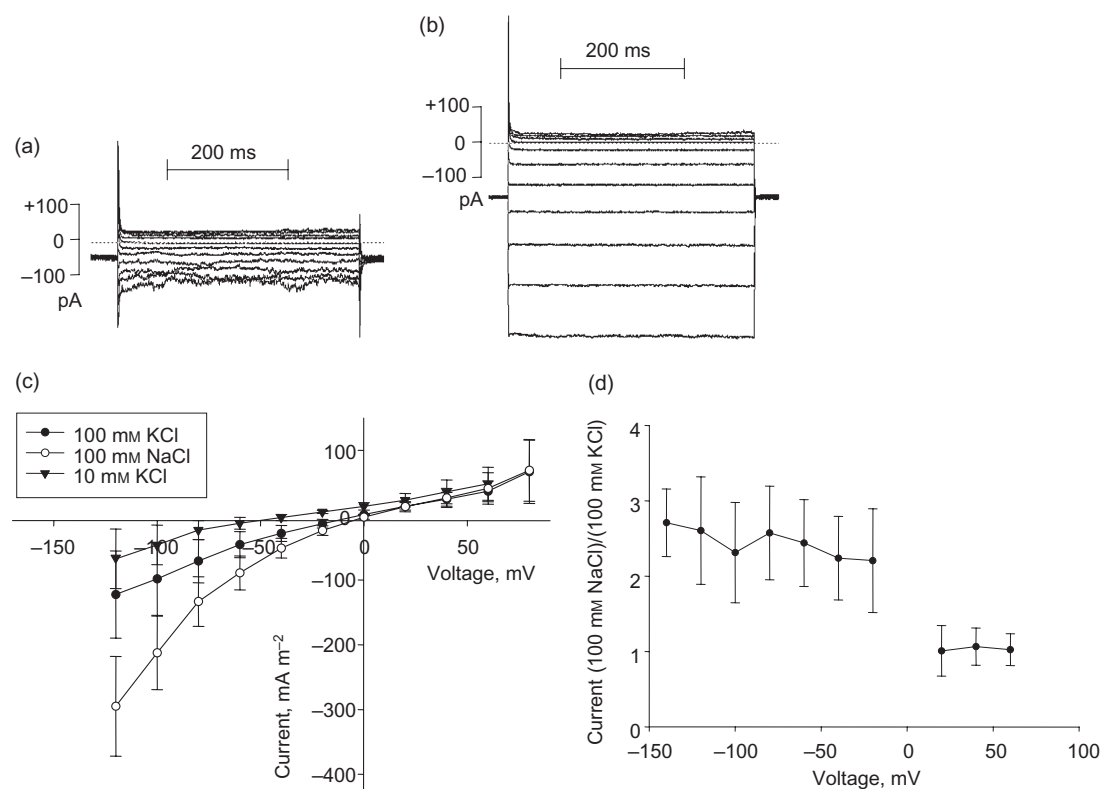 (a)
200 ms
+100
0
−100
pA
(b)
200 ms
+100
0
−100
pA
(c)
100 mM KCl
100 mM NaCl
10 mM KCl
100
0
−100
−200
−300
−400
−150
−100
−50
0
50
Voltage, mV
Current, mA m−2
(d)
4
3
2
1
0
−150
−100
−50
0
50
100
Voltage, mV
Current (100 mM NaCl)/(100 mM KCl)